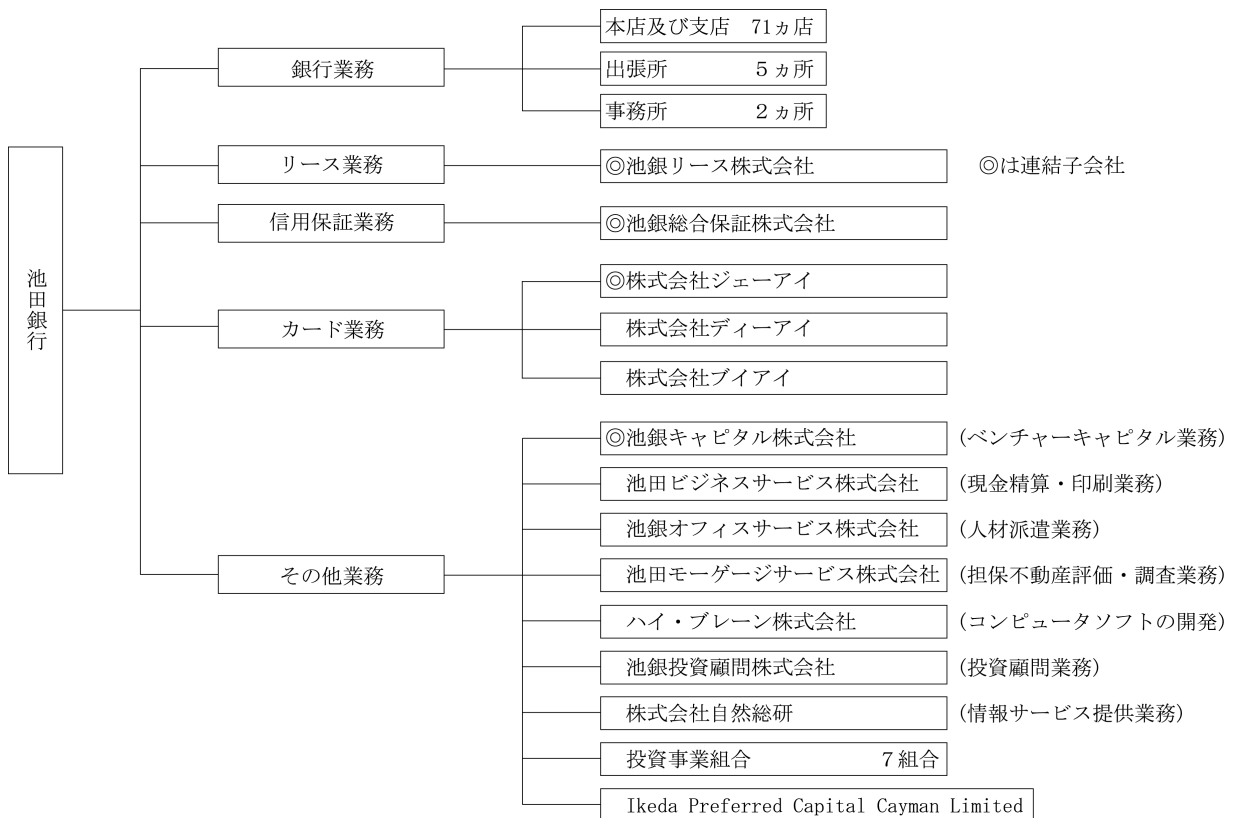 池田銀行
銀行業務
本店及び支店 71ヵ店
出張所 5ヵ所
事務所 2ヵ所
リース業務
◎池銀リース株式会社
◎は連結子会社
信用保証業務
◎池銀総合保証株式会社
カード業務
◎株式会社ジェーアイ
株式会社ディーアイ
株式会社ブイアイ
その他業務
◎池銀キャピタル株式会社 (ベンチャーキャピタル業務)
池田ビジネスサービス株式会社 (現金精算・印刷業務)
池銀オフィスサービス株式会社 (人材派遣業務)
池田モーゲージサービス株式会社 (担保不動産評価・調査業務)
ハイ・ブレーン株式会社 (コンピュータソフトの開発)
池銀投資顧問株式会社 (投資顧問業務)
株式会社自然総研 (情報サービス提供業務)
投資事業組合 7組合
Ikeda Preferred Capital Cayman Limited